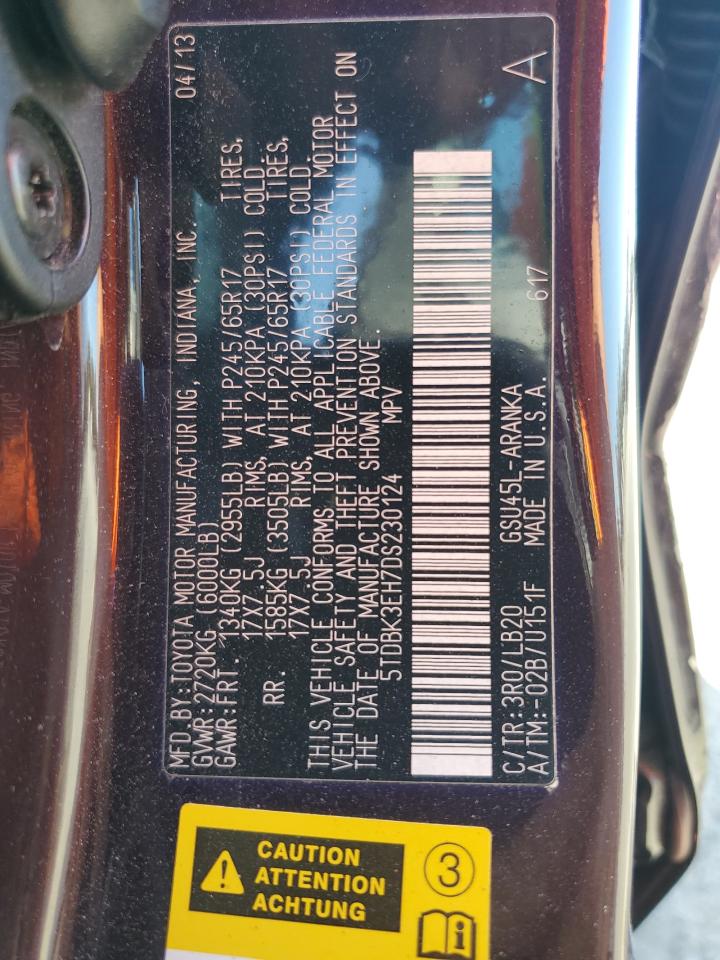 MFD BY:TOYOTA MOTOR MANUFACTURING, INDIANA, INC. 04/13
GVWR:2720KG (6000LB)
GAWR:FRT. 1340KG (2955LB) WITH P245/65R17 TIRES,
17X7.5J RIMS, AT 210KPA (30PSI) COLD.
RR. 1585KG (3505LB) WITH P245/65R17 TIRES,
17X7.5J RIMS, AT 210KPA (30PSI) COLD.
THIS VEHICLE CONFORMS TO ALL APPLICABLE FEDERAL MOTOR
VEHICLE SAFETY AND THEFT PREVENTION STANDARDS IN EFFECT ON
THE DATE OF MANUFACTURE SHOWN ABOVE.
5TDBK3EH7DS230124 MPV
C/TR:3R0/LB20 GSU45L-ARANKA A
A/TM:-02B/U151F MADE IN U.S.A. 617
CAUTION
ATTENTION
ACHTUNG
3
i